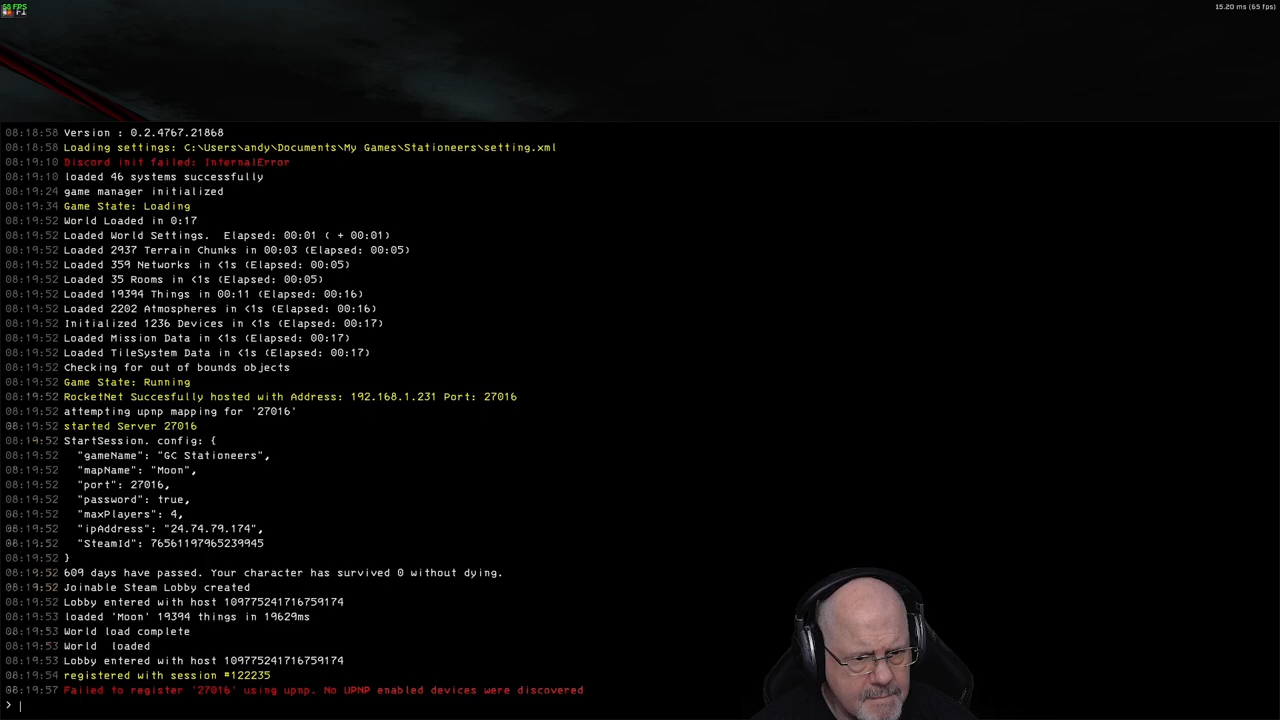 58 FPS
15.20 ms (65 fps)
08:18:58 Version : 0.2.4767.21868
08:18:58 Loading settings: C:\Users\andy\Documents\My Games\Stationeers\setting.xml
08:19:10 Discord init failed: InternalError
08:19:10 loaded 46 systems successfully
08:19:24 game manager initialized
08:19:34 Game State: Loading
08:19:52 World Loaded in 0:17
08:19:52 Loaded World Settings.  Elapsed: 00:01 ( + 00:01)
08:19:52 Loaded 2937 Terrain Chunks in 00:03 (Elapsed: 00:05)
08:19:52 Loaded 359 Networks in <1s (Elapsed: 00:05)
08:19:52 Loaded 35 Rooms in <1s (Elapsed: 00:05)
08:19:52 Loaded 19394 Things in 00:11 (Elapsed: 00:16)
08:19:52 Loaded 2202 Atmospheres in <1s (Elapsed: 00:16)
08:19:52 Initialized 1236 Devices in <1s (Elapsed: 00:17)
08:19:52 Loaded Mission Data in <1s (Elapsed: 00:17)
08:19:52 Loaded TileSystem Data in <1s (Elapsed: 00:17)
08:19:52 Checking for out of bounds objects
08:19:52 Game State: Running
08:19:52 RocketNet Succesfully hosted with Address: 192.168.1.231 Port: 27016
08:19:52 attempting upnp mapping for '27016'
08:19:52 started Server 27016
08:19:52 StartSession. config: {
08:19:52 "gameName": "GC Stationeers",
08:19:52 "mapName": "Moon",
08:19:52 "port": 27016,
08:19:52 "password": true,
08:19:52 "maxPlayers": 4,
08:19:52 "ipAddress": "24.74.79.174",
08:19:52 "SteamId": 76561197965239945
08:19:52 }
08:19:52 609 days have passed. Your character has survived 0 without dying.
08:19:52 Joinable Steam Lobby created
08:19:52 Lobby entered with host 109775241716759174
08:19:53 loaded 'Moon' 19394 things in 19629ms
08:19:53 World load complete
08:19:53 World  loaded
08:19:53 Lobby entered with host 109775241716759174
08:19:54 registered with session #122235
08:19:57 Failed to register '27016' using upnp. No UPNP enabled devices were discovered
>